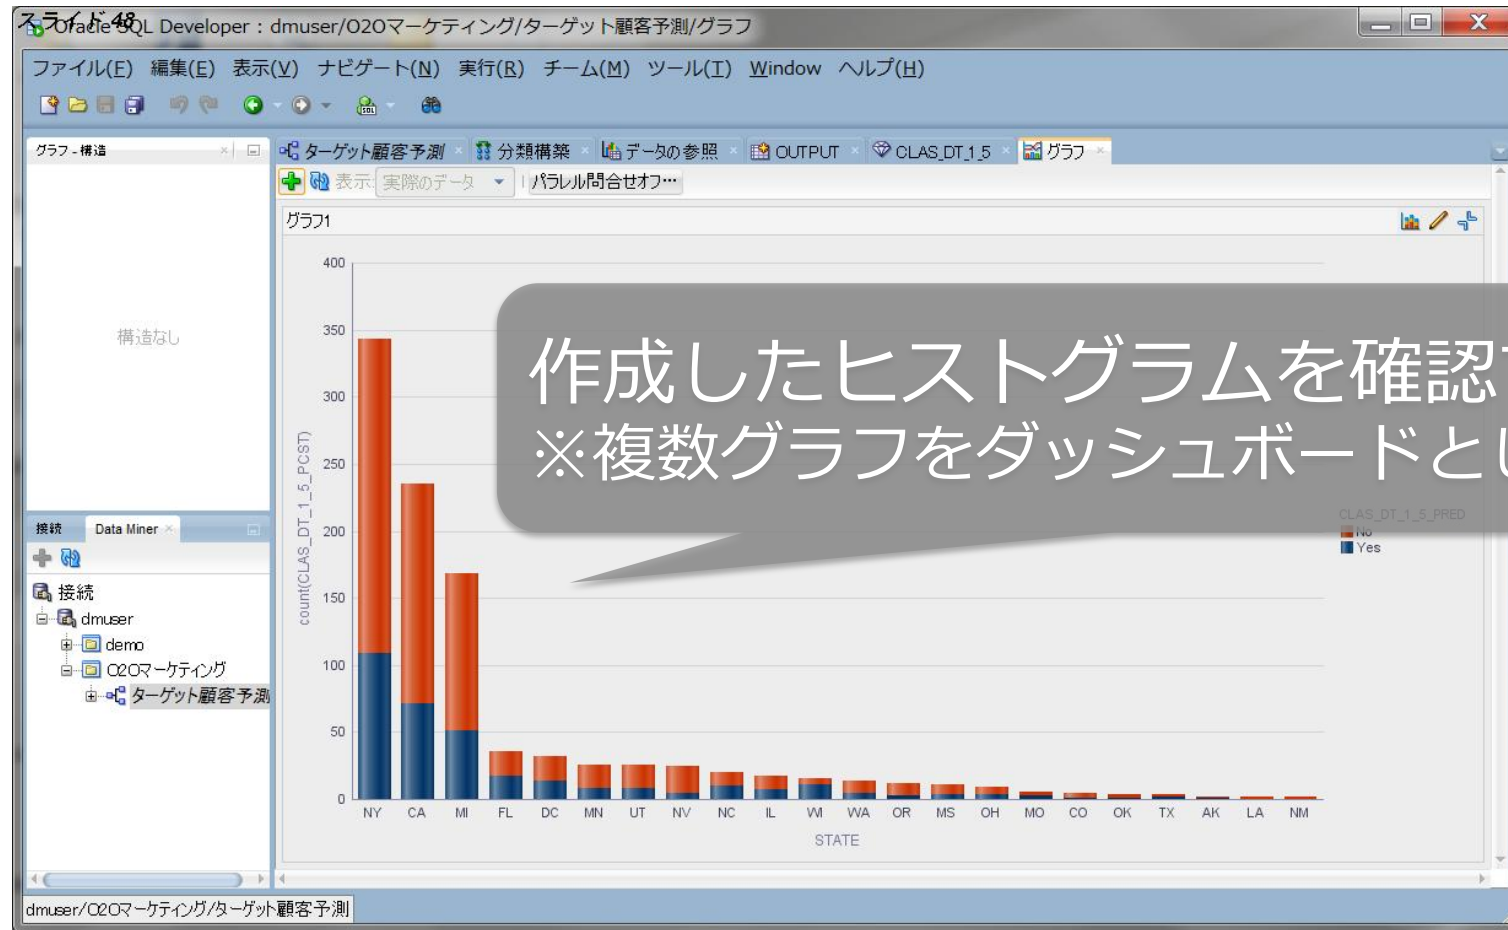 スライド 48
Oracle SQL Developer : dmuser/O2Oマーケティング/ターゲット顧客予測/グラフ
ファイル(F) 編集(E) 表示(V) ナビゲート(N) 実行(R) チーム(M) ツール(T) Window ヘルプ(H)
グラフ - 構造
ターゲット顧客予測 分類構築 データの参照 OUTPUT CLAS_DT_1_5 グラフ
表示: 実際のデータ パラレル問合せオフ…
グラフ1
構造なし
作成したヒストグラムを確認
※複数グラフをダッシュボードとし
400
350
300
250
200
150
100
50
0
count(CLAS_DT_1_5_PCST)
CLAS_DT_1_5_PRED
No
Yes
NY CA MI FL DC MN UT NV NC IL WI WA OR MS OH MO CO OK TX AK LA NM
STATE
接続 Data Miner
接続
dmuser
demo
O2Oマーケティング
ターゲット顧客予測
dmuser/O2Oマーケティング/ターゲット顧客予測